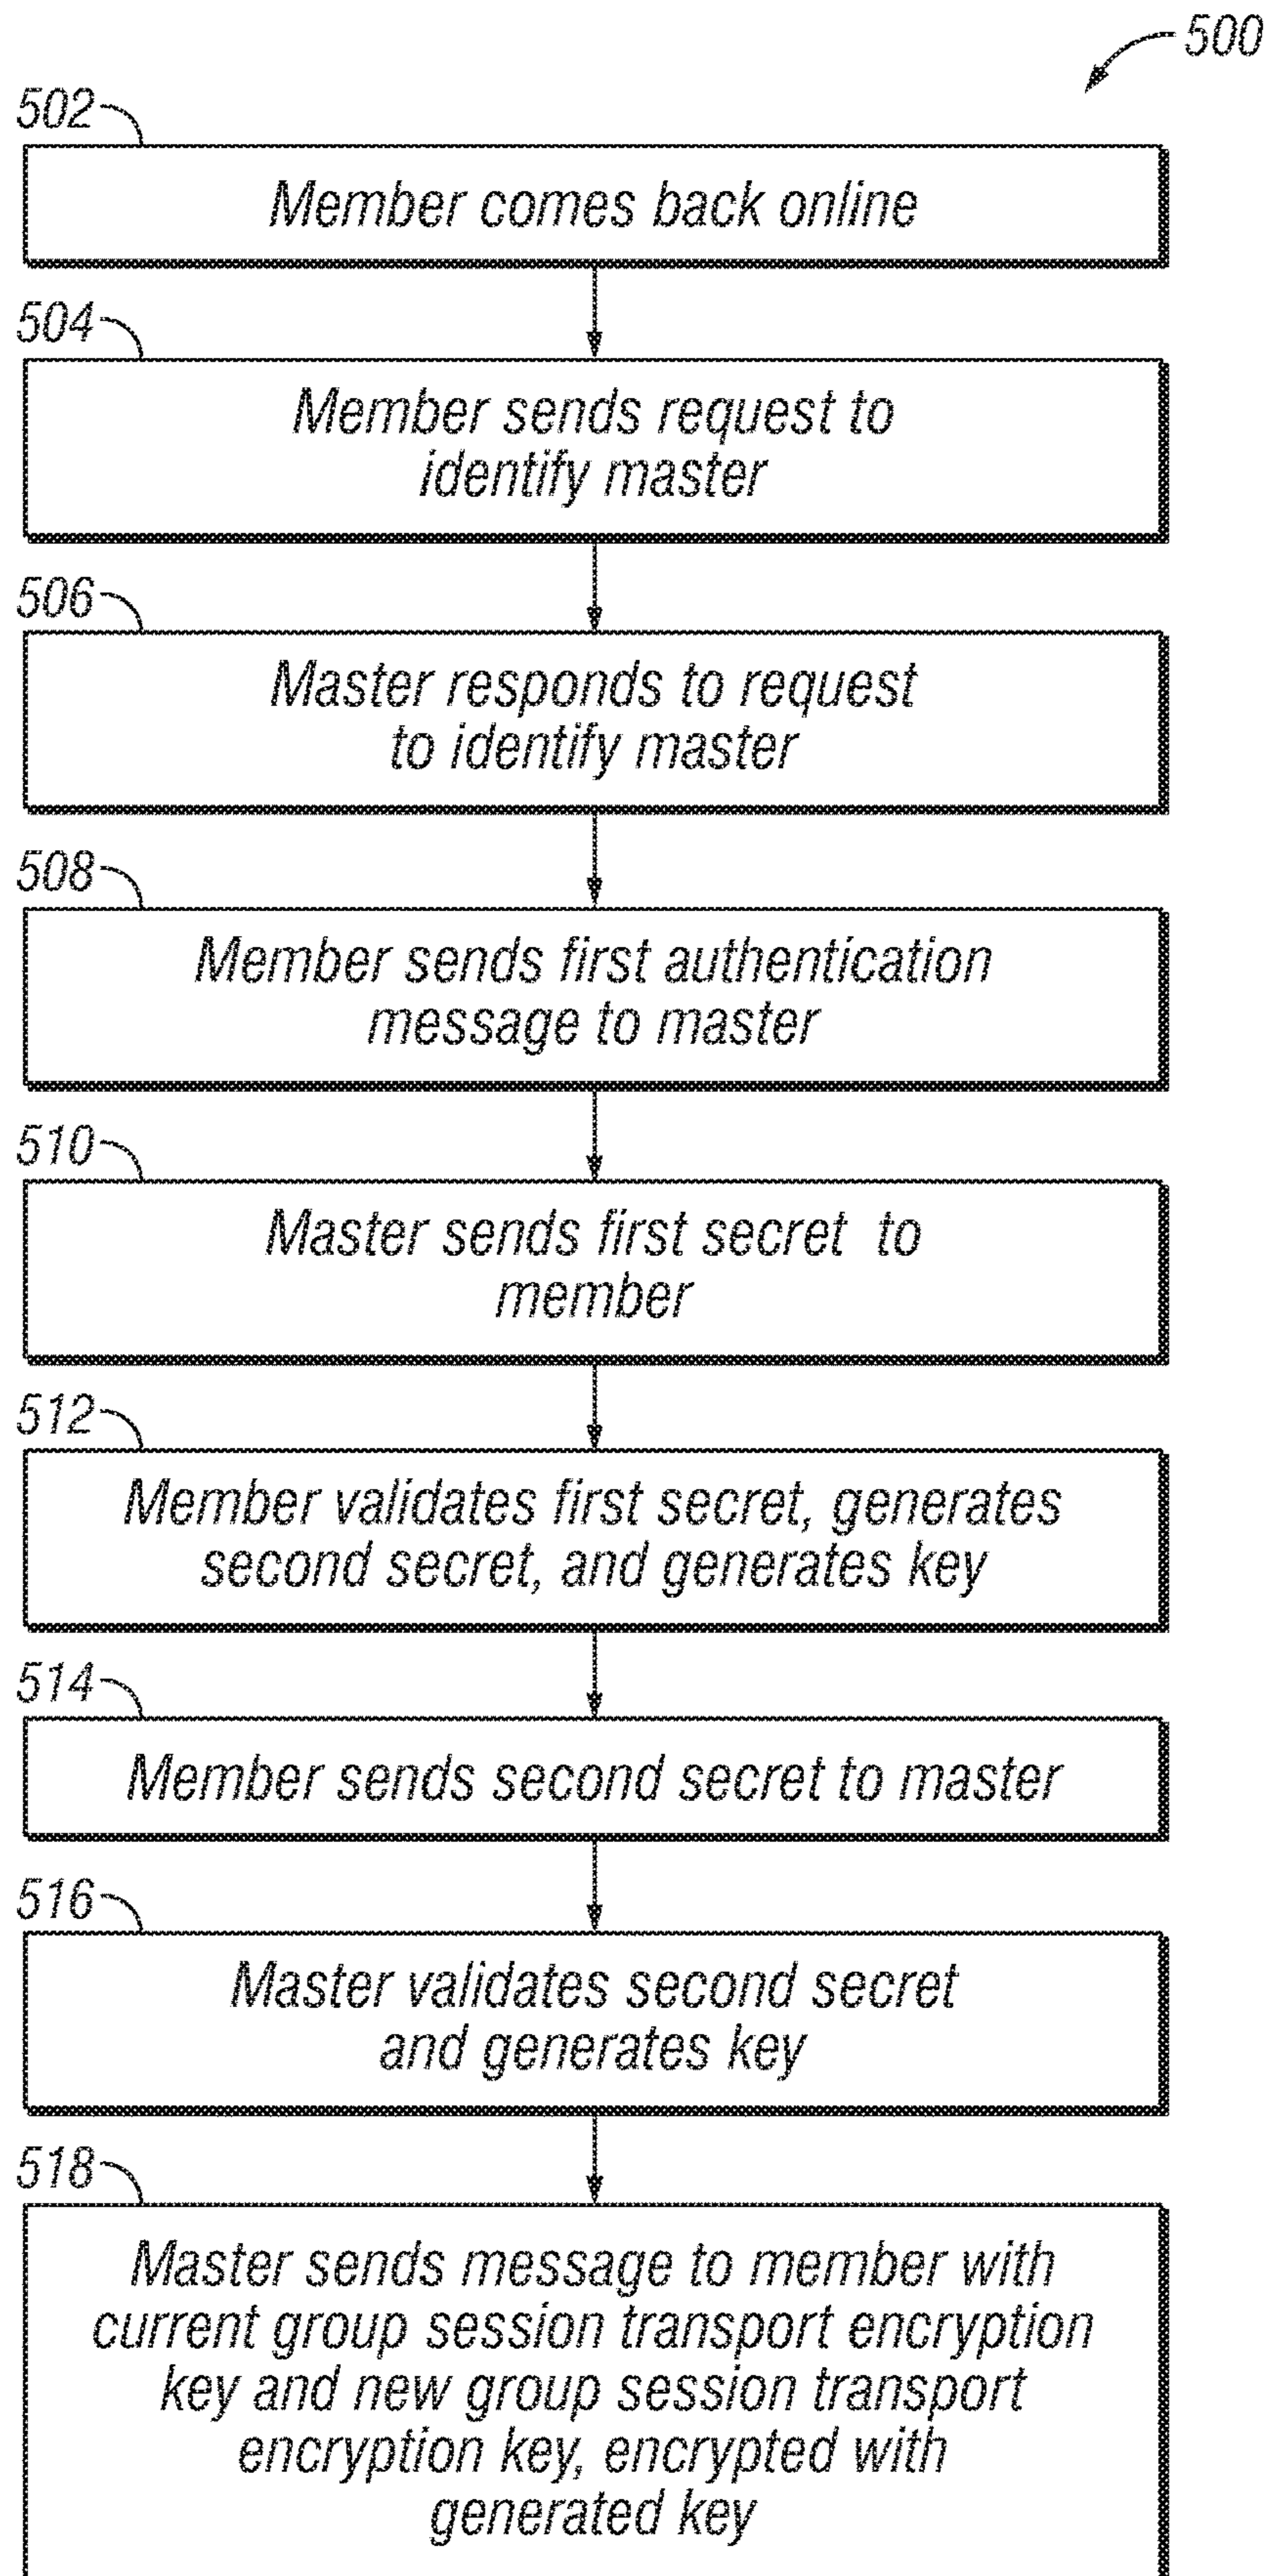 500
502
Member comes back online
504
Member sends request to
identify master
506
Master responds to request
to identify master
508
Member sends first authentication
message to master
510
Master sends first secret to
member
512
Member validates first secret, generates
second secret, and generates key
514
Member sends second secret to master
516
Master validates second secret
and generates key
518
Master sends message to member with
current group session transport encryption
key and new group session transport
encryption key, encrypted with
generated key